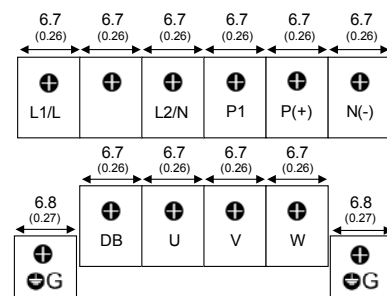 6.7 6.7 6.7 6.7 6.7 6.7
(0.26) (0.26) (0.26) (0.26) (0.26) (0.26)
L1/L L2/N P1 P(+) N(-)
6.7 6.7 6.7 6.7
(0.26) (0.26) (0.26) (0.26)
6.8 6.8
(0.27) (0.27)
DB U V W
G G